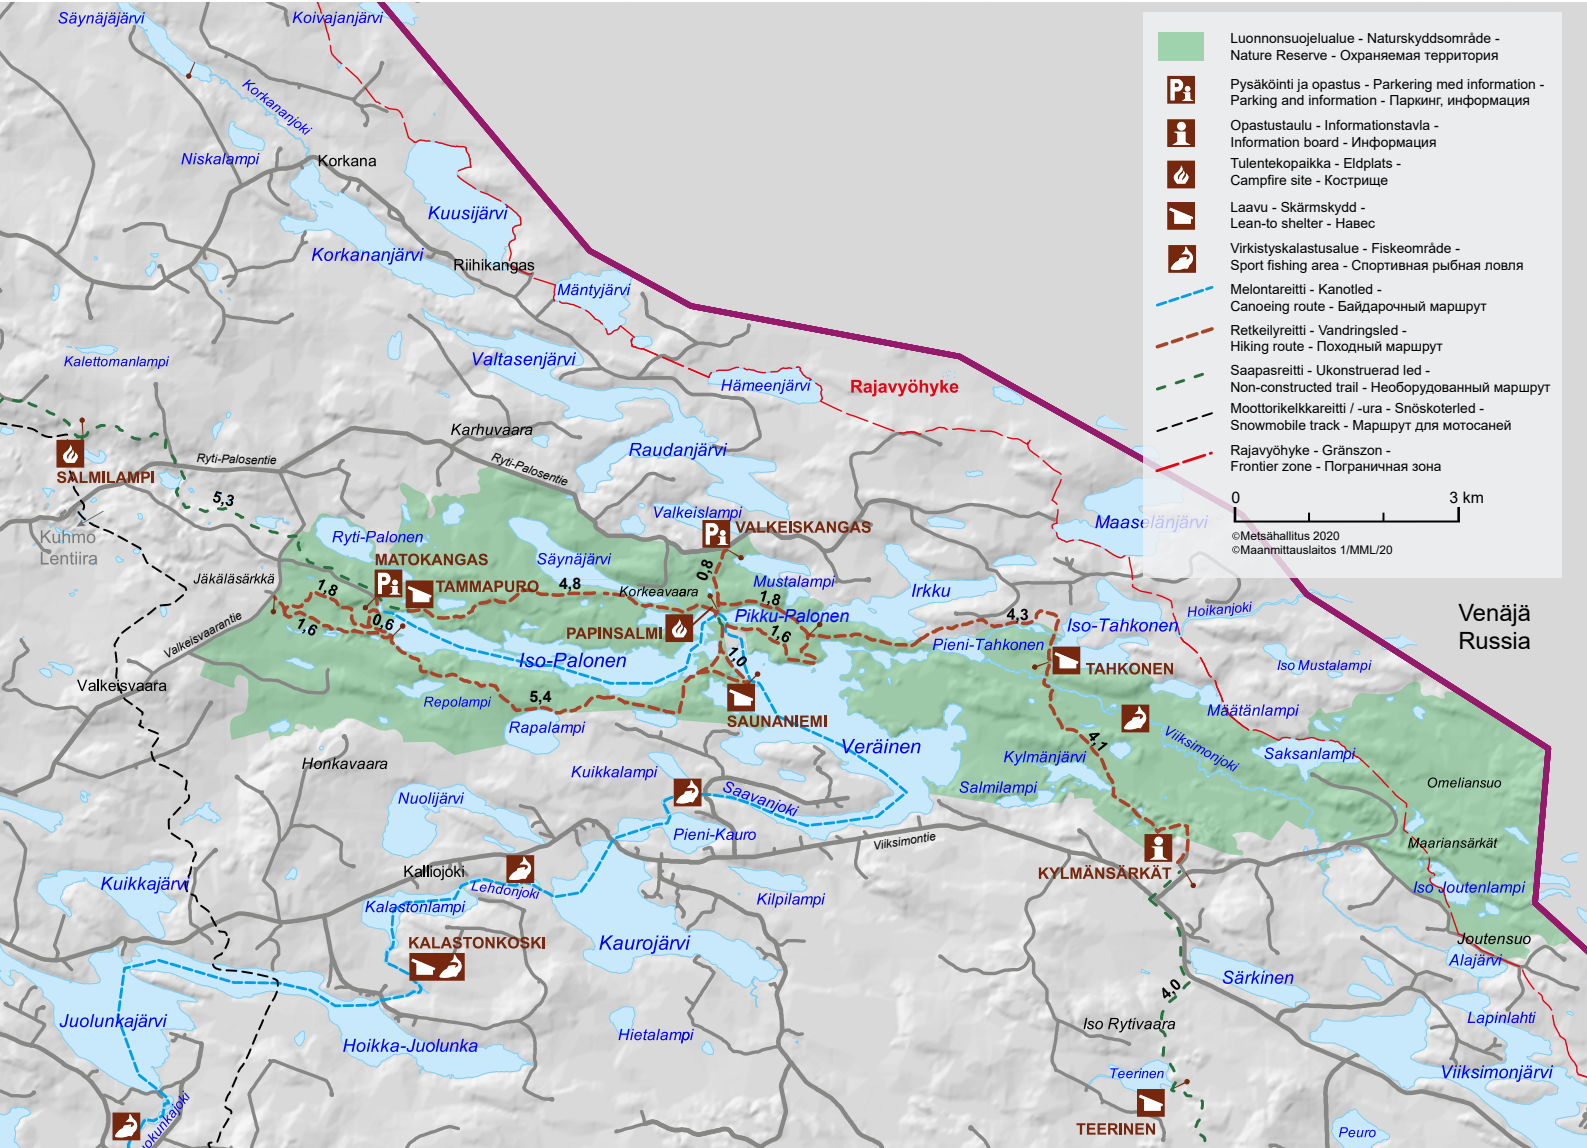 Säynäjäjärvi
Koivajanjärvi
Korkananjoki
Niskalampi
Korkana
Kuusijärvi
Korkananjärvi
Riihikangas
Mäntyjärvi
Kalettomanlampi
Valtasenjärvi
Hämeenjärvi
Rajavyöhyke
Karhuvaara
Raudanjärvi
Ryti-Palosentie
Ryti-Palosentie
SALMILAMPI
5,3
Kuhmo
Lentiira
Valkeislampi
VALKEISKANGAS
Maaselänjärvi
Ryti-Palonen
MATOKANGAS
Säynäjärvi
TAMMAPURO
4,8
0,8
Korkeavaara
Mustalampi
Irkku
Jäkäläsärkkä
1,8
1,6
0,6
1,8
Pikku-Palonen
1,6
PAPINSALMI
4,3
Hoikanjoki
Iso-Tahkonen
Pieni-Tahkonen
Venäjä
Russia
Valkeisvaarantie
Iso-Palonen
1,0
TAHKONEN
Iso Mustalampi
Valkeisvaara
Repolampi
5,4
Rapalampi
SAUNANIEMI
Määtänlampi
4,1
Viiksimonjoki
Veräinen
Saksanlampi
Kylmänjärvi
Salmilampi
Honkavaara
Kuikkalampi
Saavanjoki
Omeliansuo
Nuolijärvi
Pieni-Kauro
Viiksimontie
Maariansärkät
KYLMÄNSÄRKÄT
Kalliojoki
Lehdonjoki
Kuikkajärvi
Kalastonlampi
Kilpilampi
Iso Joutenlampi
KALASTONKOSKI
Kaurojärvi
Joutensuo
Alajärvi
Särkinen
4,0
Juolunkajärvi
Hoikka-Juolunka
Hietalampi
Iso Rytivaara
Lapinlahti
Teerinen
Viiksimonjärvi
TEERINEN
Peuro
Luonnonsuojelualue - Naturskyddsområde -
Nature Reserve - Охраняемая территория
Pysäköinti ja opastus - Parkering med information -
Parking and information - Паркинг, информация
Opastustaulu - Informationstavla -
Information board - Информация
Tulentekopaikka - Eldplats -
Campfire site - Кострище
Laavu - Skärmskydd -
Lean-to shelter - Навес
Virkistyskalastusalue - Fiskeområde -
Sport fishing area - Спортивная рыбная ловля
Melontareitti - Kanotled -
Canoeing route - Байдарочный маршрут
Retkeilyreitti - Vandringsled -
Hiking route - Походный маршрут
Saapasreitti - Ukonstruerad led -
Non-constructed trail - Необорудованный маршрут
Moottorikelkkareitti / -ura - Snöskoterled -
Snowmobile track - Маршрут для мотосаней
Rajavyöhyke - Gränszon -
Frontier zone - Пограничная зона
0 3 km
©Metsähallitus 2020
©Maanmittauslaitos 1/MML/20